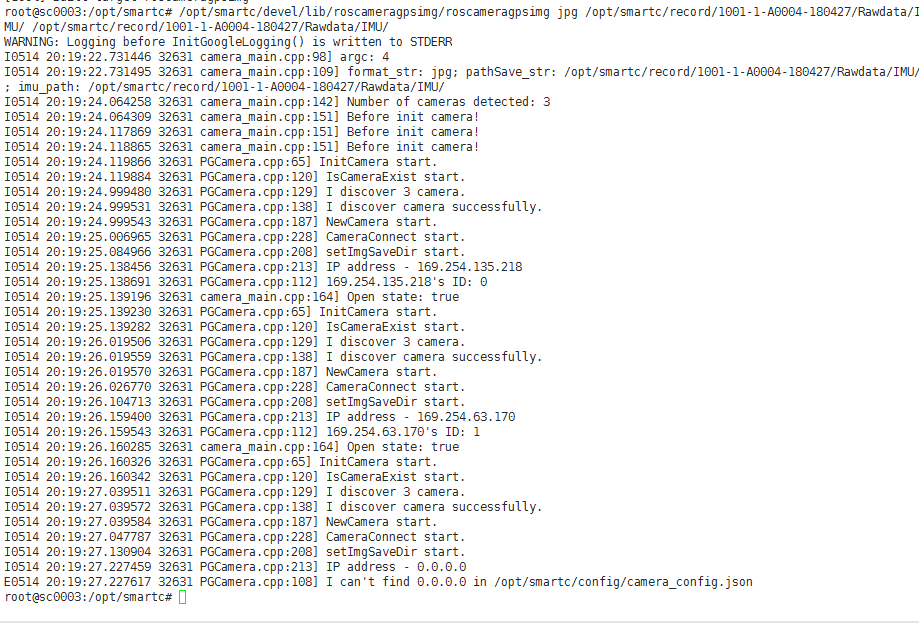 root@sc0003:/opt/smartc# /opt/smartc/devel/lib/roscameragpsimg/roscameragpsimg jpg /opt/smartc/record/1001-1-A0004-180427/Rawdata/I
MU/ /opt/smartc/record/1001-1-A0004-180427/Rawdata/IMU/
WARNING: Logging before InitGoogleLogging() is written to STDERR
I0514 20:19:22.731446 32631 camera_main.cpp:98] argc: 4
I0514 20:19:22.731495 32631 camera_main.cpp:109] format_str: jpg; pathSave_str: /opt/smartc/record/1001-1-A0004-180427/Rawdata/IMU/
; imu_path: /opt/smartc/record/1001-1-A0004-180427/Rawdata/IMU/
I0514 20:19:24.064258 32631 camera_main.cpp:142] Number of cameras detected: 3
I0514 20:19:24.064309 32631 camera_main.cpp:151] Before init camera!
I0514 20:19:24.117869 32631 camera_main.cpp:151] Before init camera!
I0514 20:19:24.118865 32631 camera_main.cpp:151] Before init camera!
I0514 20:19:24.119866 32631 PGCamera.cpp:65] InitCamera start.
I0514 20:19:24.119884 32631 PGCamera.cpp:120] IsCameraExist start.
I0514 20:19:24.999480 32631 PGCamera.cpp:129] I discover 3 camera.
I0514 20:19:24.999531 32631 PGCamera.cpp:138] I discover camera successfully.
I0514 20:19:24.999543 32631 PGCamera.cpp:187] NewCamera start.
I0514 20:19:25.006965 32631 PGCamera.cpp:228] CameraConnect start.
I0514 20:19:25.084966 32631 PGCamera.cpp:208] setImgSaveDir start.
I0514 20:19:25.138456 32631 PGCamera.cpp:213] IP address - 169.254.135.218
I0514 20:19:25.138691 32631 PGCamera.cpp:112] 169.254.135.218's ID: 0
I0514 20:19:25.139196 32631 camera_main.cpp:164] Open state: true
I0514 20:19:25.139230 32631 PGCamera.cpp:65] InitCamera start.
I0514 20:19:25.139282 32631 PGCamera.cpp:120] IsCameraExist start.
I0514 20:19:26.019506 32631 PGCamera.cpp:129] I discover 3 camera.
I0514 20:19:26.019559 32631 PGCamera.cpp:138] I discover camera successfully.
I0514 20:19:26.019570 32631 PGCamera.cpp:187] NewCamera start.
I0514 20:19:26.026770 32631 PGCamera.cpp:228] CameraConnect start.
I0514 20:19:26.104713 32631 PGCamera.cpp:208] setImgSaveDir start.
I0514 20:19:26.159400 32631 PGCamera.cpp:213] IP address - 169.254.63.170
I0514 20:19:26.159543 32631 PGCamera.cpp:112] 169.254.63.170's ID: 1
I0514 20:19:26.160285 32631 camera_main.cpp:164] Open state: true
I0514 20:19:26.160326 32631 PGCamera.cpp:65] InitCamera start.
I0514 20:19:26.160342 32631 PGCamera.cpp:120] IsCameraExist start.
I0514 20:19:27.039511 32631 PGCamera.cpp:129] I discover 3 camera.
I0514 20:19:27.039572 32631 PGCamera.cpp:138] I discover camera successfully.
I0514 20:19:27.039584 32631 PGCamera.cpp:187] NewCamera start.
I0514 20:19:27.047787 32631 PGCamera.cpp:228] CameraConnect start.
I0514 20:19:27.130904 32631 PGCamera.cpp:208] setImgSaveDir start.
I0514 20:19:27.227459 32631 PGCamera.cpp:213] IP address - 0.0.0.0
E0514 20:19:27.227617 32631 PGCamera.cpp:108] I can't find 0.0.0.0 in /opt/smartc/config/camera_config.json
root@sc0003:/opt/smartc#